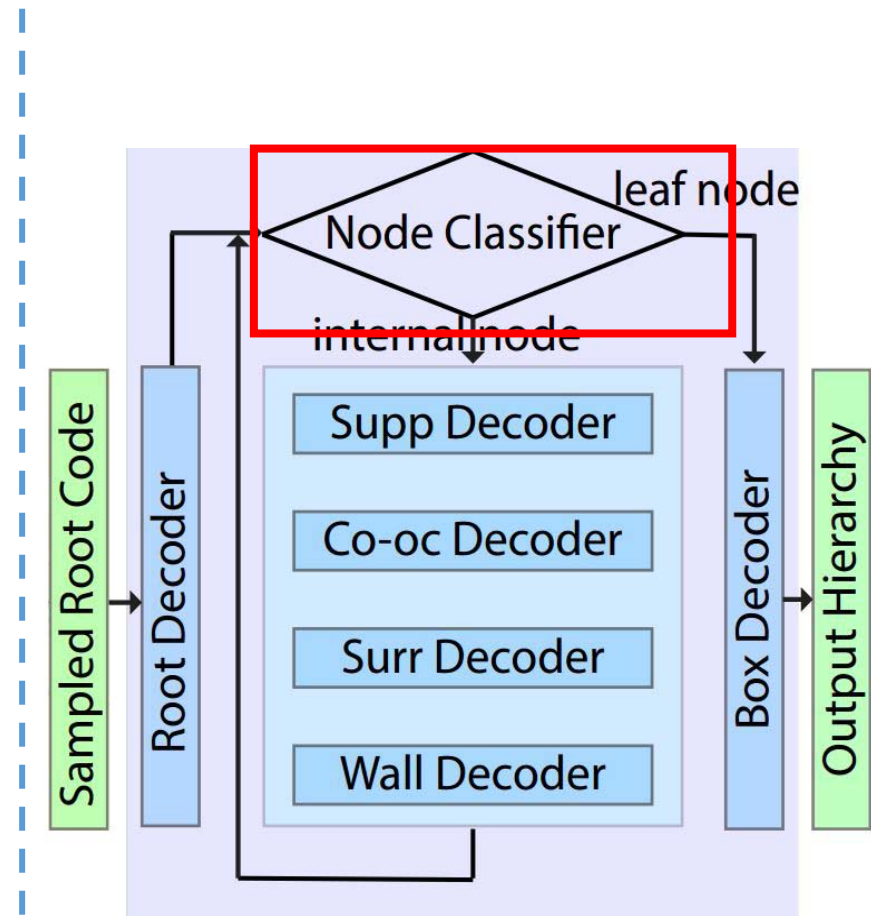 leaf node
Node Classifier
internal node
Sampled Root Code
Root Decoder
Supp Decoder
Co-oc Decoder
Surr Decoder
Wall Decoder
Box Decoder
Output Hierarchy